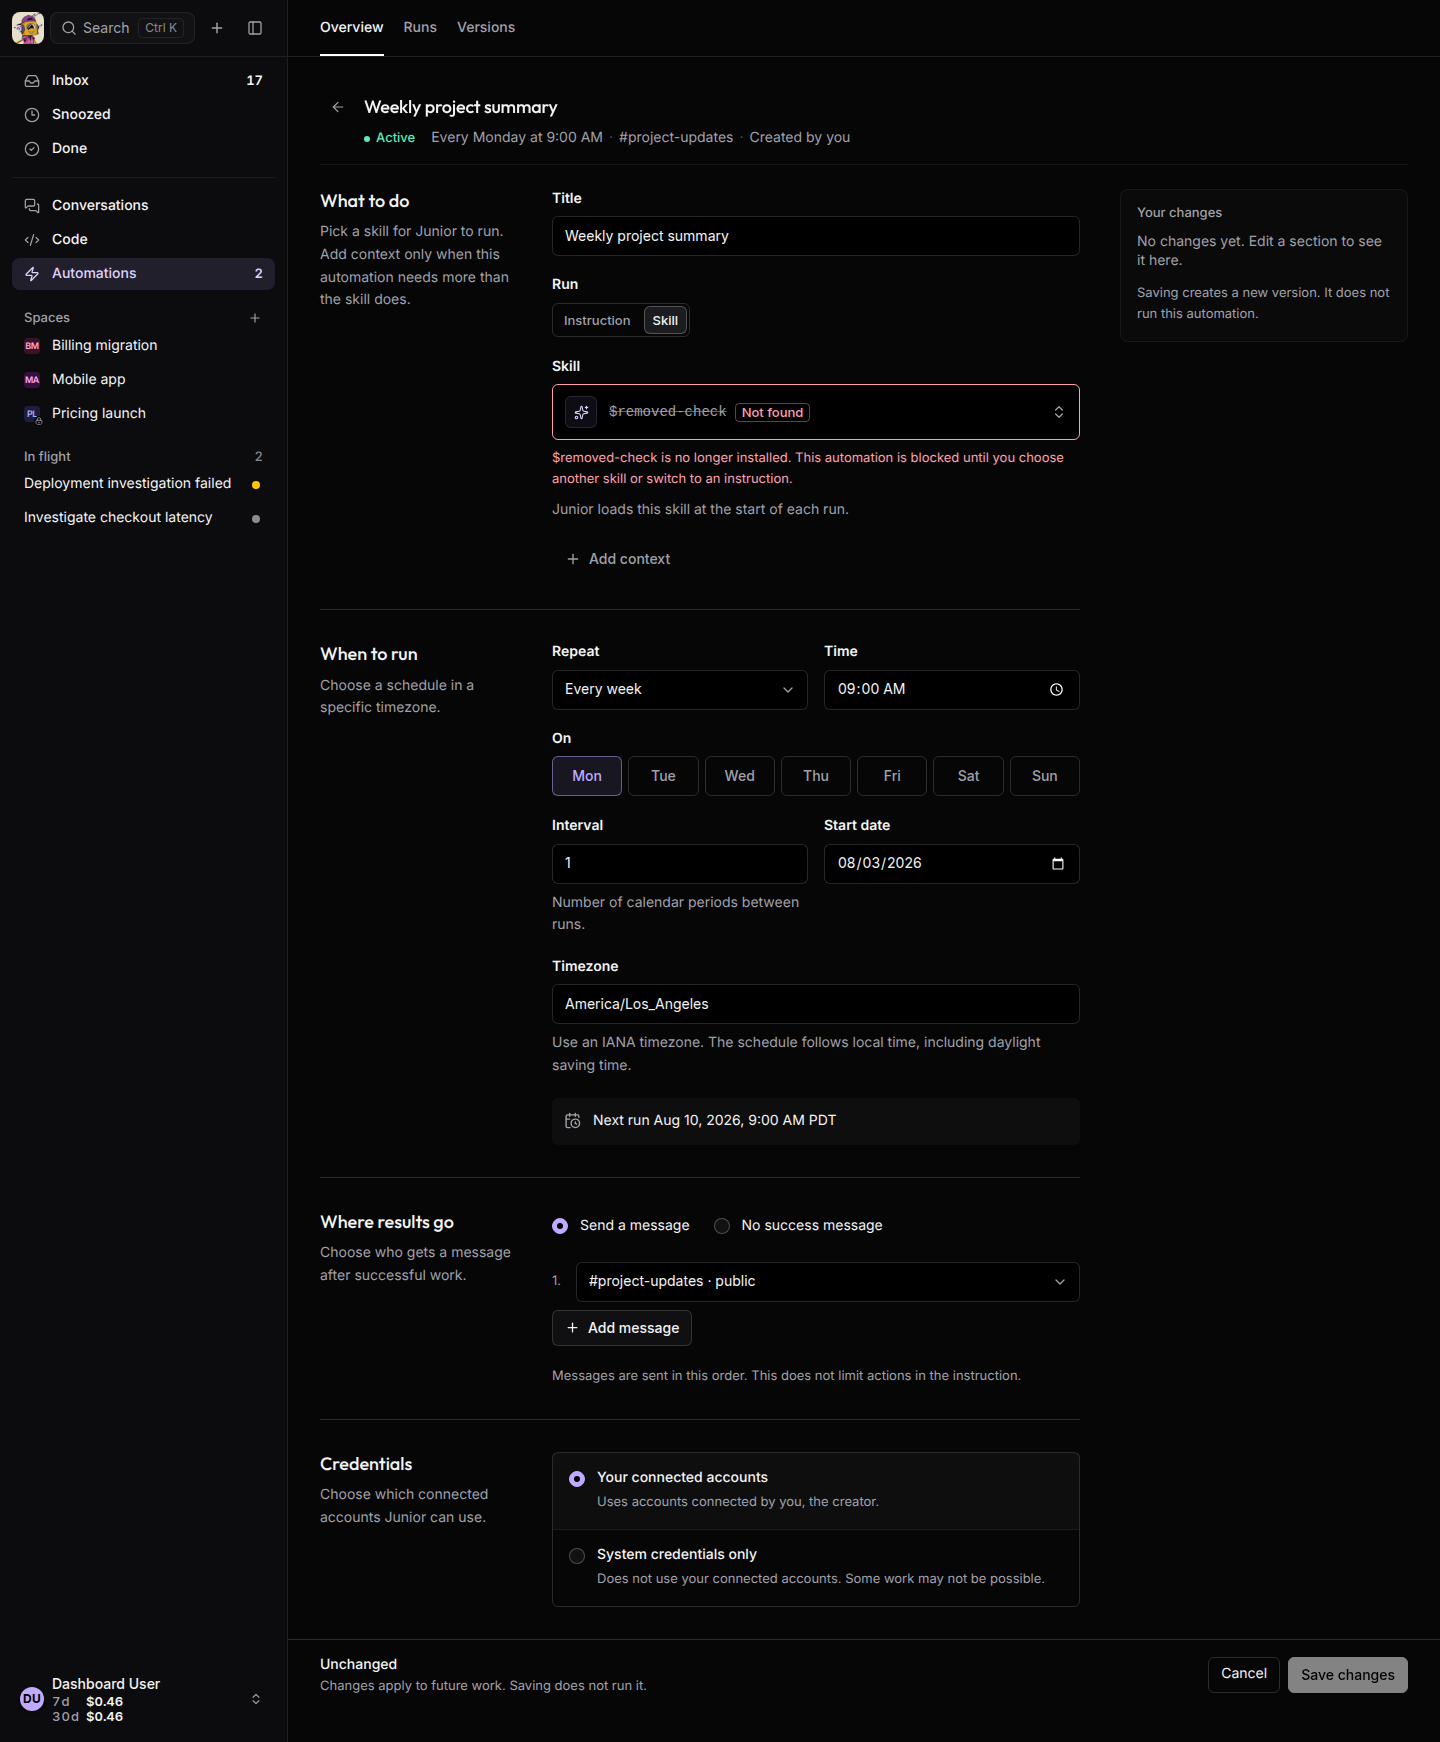 Search Ctrl K
Inbox 17
Snoozed
Done
Conversations
Code
Automations 2
Spaces
BM Billing migration
MA Mobile app
PL Pricing launch
In flight 2
Deployment investigation failed
Investigate checkout latency
DU Dashboard User
7d $0.46
30d $0.46
Overview Runs Versions
Weekly project summary
Active Every Monday at 9:00 AM · #project-updates · Created by you
What to do
Pick a skill for Junior to run.
Add context only when this
automation needs more than
the skill does.
Title
Weekly project summary
Run
Instruction Skill
Skill
$removed-check Not found
$removed-check is no longer installed. This automation is blocked until you choose
another skill or switch to an instruction.
Junior loads this skill at the start of each run.
Add context
Your changes
No changes yet. Edit a section to see
it here.
Saving creates a new version. It does not
run this automation.
When to run
Choose a schedule in a
specific timezone.
Repeat Time
Every week 09:00 AM
On
Mon Tue Wed Thu Fri Sat Sun
Interval Start date
1 08/03/2026
Number of calendar periods between
runs.
Timezone
America/Los_Angeles
Use an IANA timezone. The schedule follows local time, including daylight
saving time.
Next run Aug 10, 2026, 9:00 AM PDT
Where results go
Choose who gets a message
after successful work.
Send a message No success message
1. #project-updates · public
Add message
Messages are sent in this order. This does not limit actions in the instruction.
Credentials
Choose which connected
accounts Junior can use.
Your connected accounts
Uses accounts connected by you, the creator.
System credentials only
Does not use your connected accounts. Some work may not be possible.
Unchanged
Changes apply to future work. Saving does not run it.
Cancel Save changes